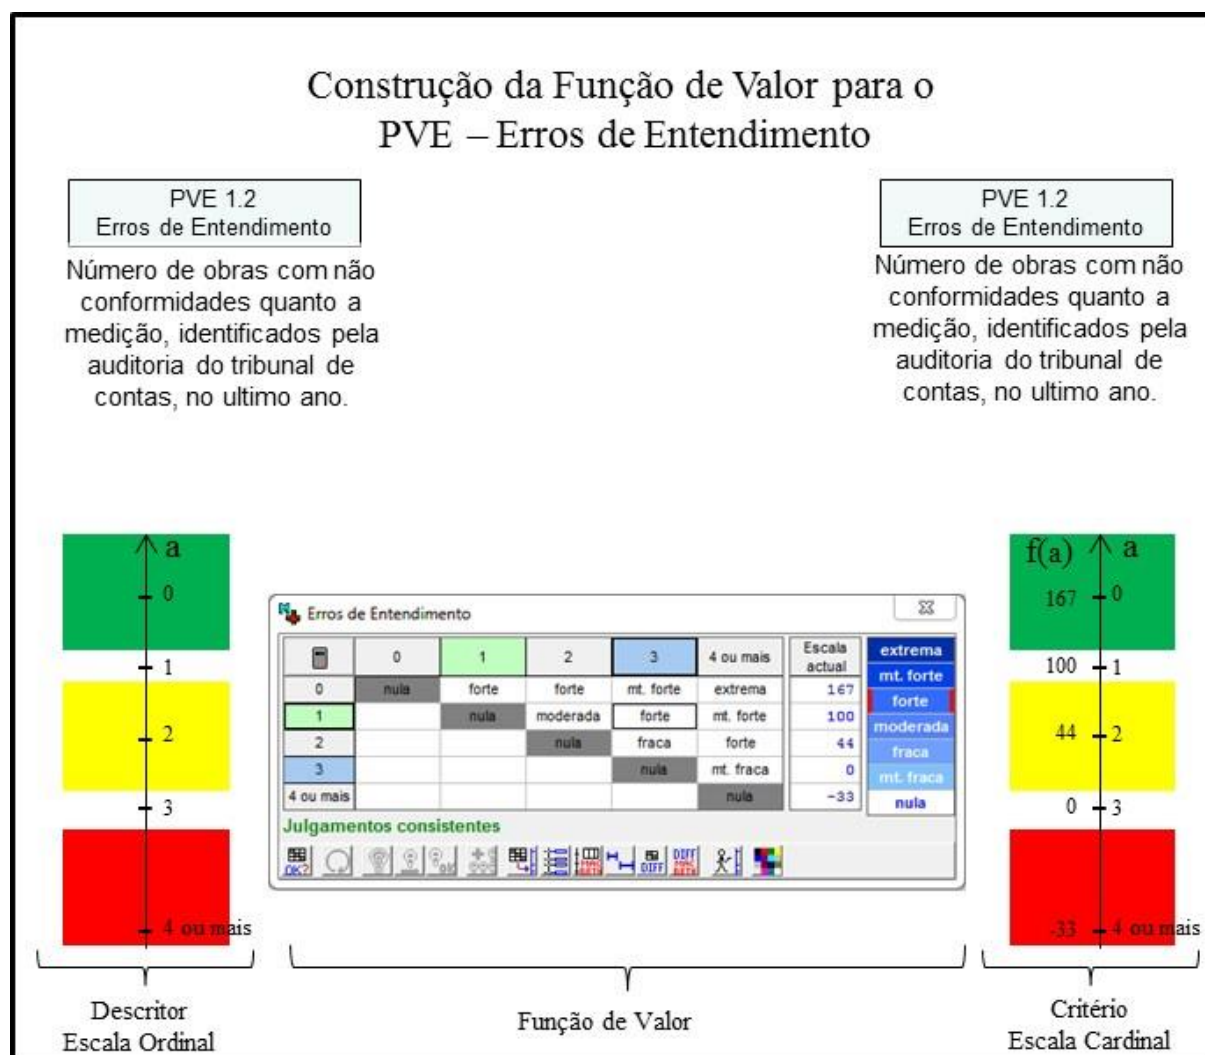 Construção da Função de Valor para o
PVE – Erros de Entendimento
PVE 1.2
Erros de Entendimento
Número de obras com não
conformidades quanto a
medição, identificados pela
auditoria do tribunal de
contas, no ultimo ano.
PVE 1.2
Erros de Entendimento
Número de obras com não
conformidades quanto a
medição, identificados pela
auditoria do tribunal de
contas, no ultimo ano.
a
0
1
2
3
4 ou mais
Erros de Entendimento
0 1 2 3 4 ou mais Escala actual
0 nula forte forte mt. forte extrema 167
1 nula moderada forte mt. forte 100
2 nula fraca forte 44
3 nula mt. fraca 0
4 ou mais nula -33
extrema
mt. forte
forte
moderada
fraca
mt. fraca
nula
Julgamentos consistentes
OK? ok DIFF DIFF
f(a) a
167 0
100 1
44 2
0 3
-33 4 ou mais
Descritor
Escala Ordinal
Função de Valor
Critério
Escala Cardinal